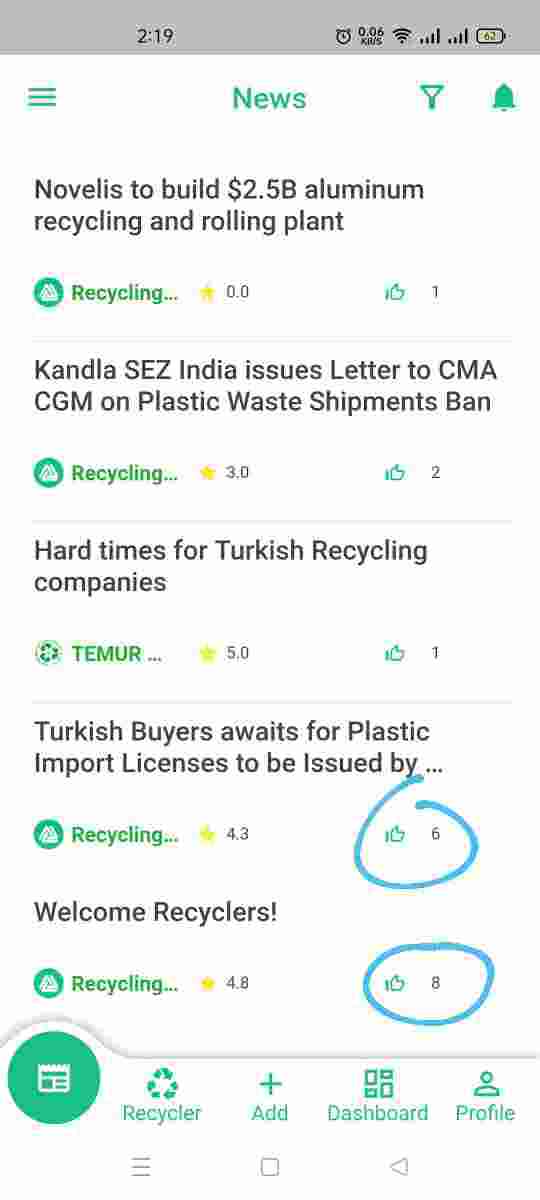 2:19
0.06
KB/S
62
News
Novelis to build $2.5B aluminum
recycling and rolling plant
Recycling... 0.0 1
Kandla SEZ India issues Letter to CMA
CGM on Plastic Waste Shipments Ban
Recycling... 3.0 2
Hard times for Turkish Recycling
companies
TEMUR ... 5.0 1
Turkish Buyers awaits for Plastic
Import Licenses to be Issued by ...
Recycling... 4.3 6
Welcome Recyclers!
Recycling... 4.8 8
Recycler Add Dashboard Profile